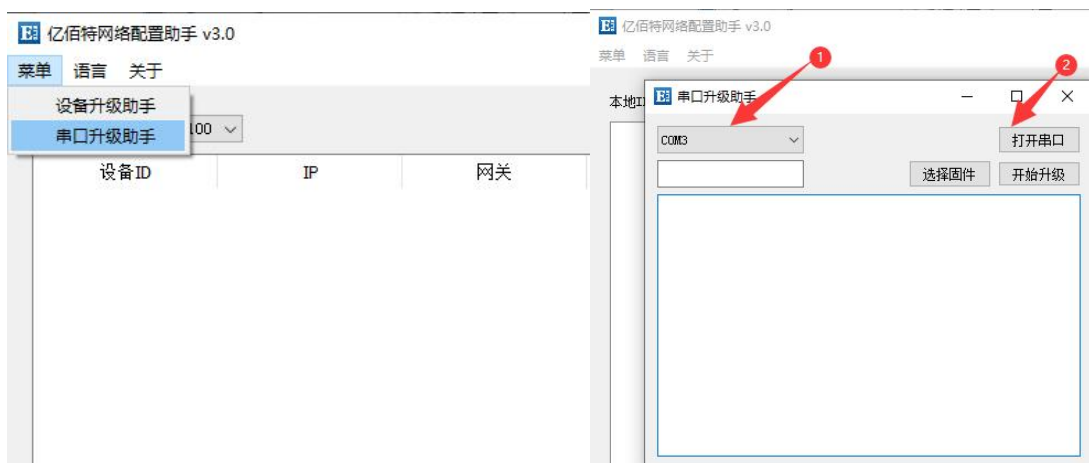 亿佰特网络配置助手 v3.0
菜单 语言 关于
设备升级助手
串口升级助手
100
设备ID IP 网关
亿佰特网络配置助手 v3.0
菜单 语言 关于
1
2
本地I
串口升级助手
COM3 打开串口
选择固件 开始升级